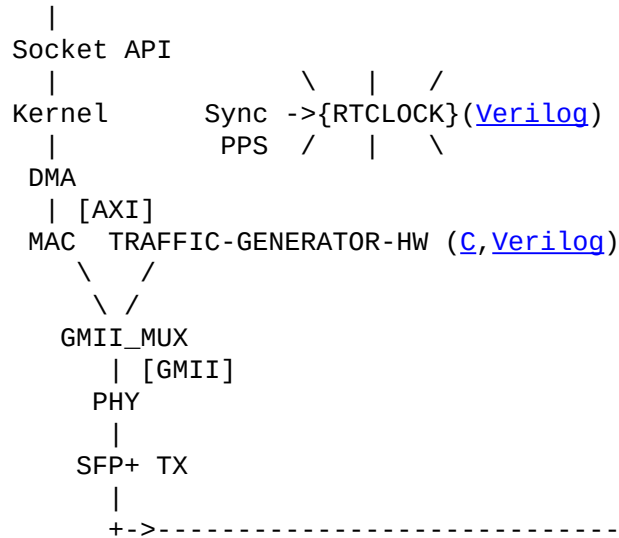 |
Socket API
|                \   |   /
Kernel      Sync ->{RTCLOCK}(Verilog)
|            PPS  /   |   \
DMA
| [AXI]
MAC  TRAFFIC-GENERATOR-HW (C,Verilog)
\   /
\ /
GMII_MUX
| [GMII]
PHY
|
SFP+ TX
|
+->-----------------------------